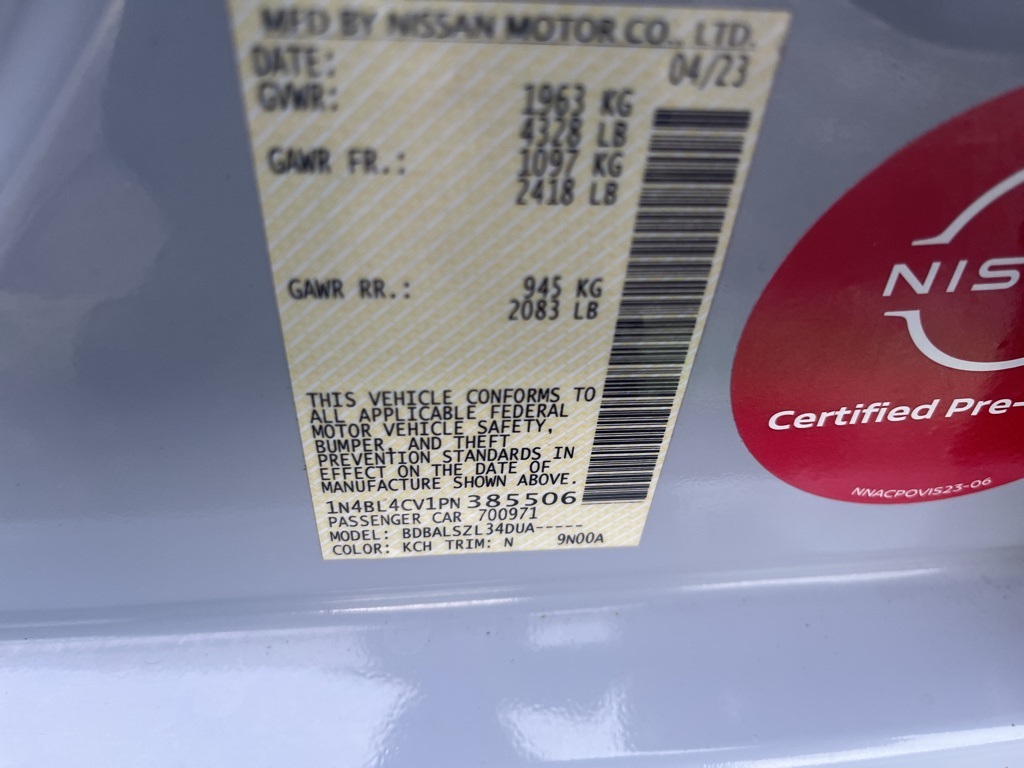 MFD BY NISSAN MOTOR CO., LTD.
DATE: 04/23
GVWR: 1963 KG
4328 LB
GAWR FR.: 1097 KG
2418 LB
GAWR RR.: 945 KG
2083 LB
THIS VEHICLE CONFORMS TO
ALL APPLICABLE FEDERAL
MOTOR VEHICLE SAFETY,
BUMPER, AND THEFT
PREVENTION STANDARDS IN
EFFECT ON THE DATE OF
MANUFACTURE SHOWN ABOVE.
1N4BL4CV1PN385506
PASSENGER CAR 700971
MODEL: BDBALSZL34DUA-----
COLOR: KCH TRIM: N 9N00A
NIS
Certified Pre-
NNACPOVIS23-06